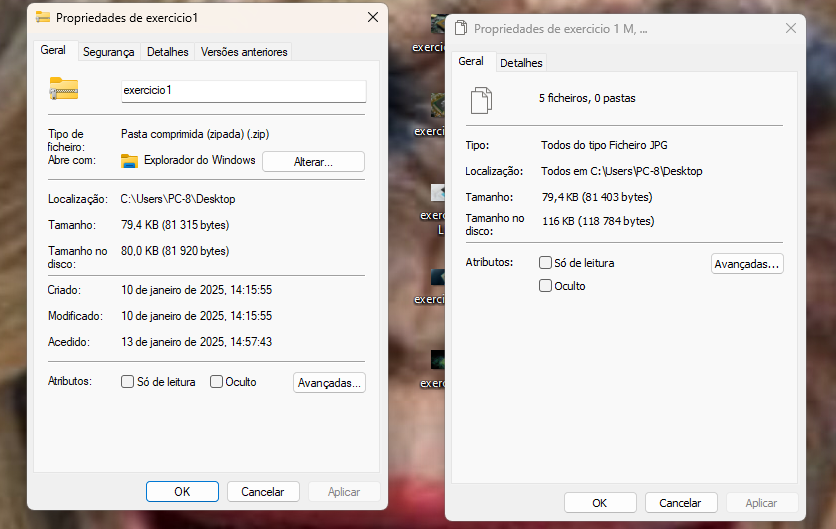 Propriedades de exercicio1
Geral
Segurança
Detalhes
Versões anteriores
exercicio1
Tipo de ficheiro:
Pasta comprimida (zipada) (.zip)
Abre com:
Explorador do Windows
Alterar...
Localização:
C:\Users\PC-8\Desktop
Tamanho:
79,4 KB (81 315 bytes)
Tamanho no disco:
80,0 KB (81 920 bytes)
Criado:
10 de janeiro de 2025, 14:15:55
Modificado:
10 de janeiro de 2025, 14:15:55
Acedido:
13 de janeiro de 2025, 14:57:43
Atributos:
Só de leitura
Oculto
Avançadas...
OK
Cancelar
Aplicar
Propriedades de exercicio 1 M, ...
Geral
Detalhes
5 ficheiros, 0 pastas
Tipo:
Todos do tipo Ficheiro JPG
Localização:
Todos em C:\Users\PC-8\Desktop
Tamanho:
79,4 KB (81 403 bytes)
Tamanho no disco:
116 KB (118 784 bytes)
Atributos:
Só de leitura
Avançadas...
Oculto
OK
Cancelar
Aplicar